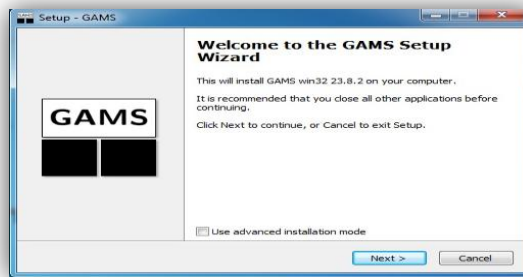 Setup - GAMS
Welcome to the GAMS Setup
Wizard
This will install GAMS win32 23.8.2 on your computer.
It is recommended that you close all other applications before
continuing.
Click Next to continue, or Cancel to exit Setup.
GAMS
Use advanced installation mode
Next >
Cancel